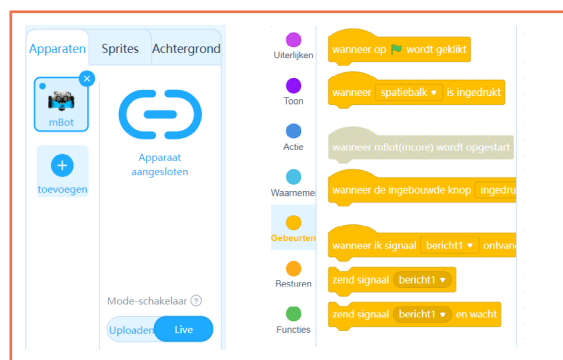 Apparaten
Sprites
Achtergrond
mBot
toevoegen
Apparaat
aangesloten
Mode-schakelaar ?
Uploaden
Live
Uiterlijken
Toon
Actie
Waarneme
Gebeurten
Besturen
Functies
wanneer op wordt geklikt
wanneer spatiebalk is ingedrukt
wanneer mBot(mcore) wordt opgestart
wanneer de ingebouwde knop ingedru
wanneer ik signaal bericht1 ontvan
zend signaal bericht1
zend signaal bericht1 en wacht